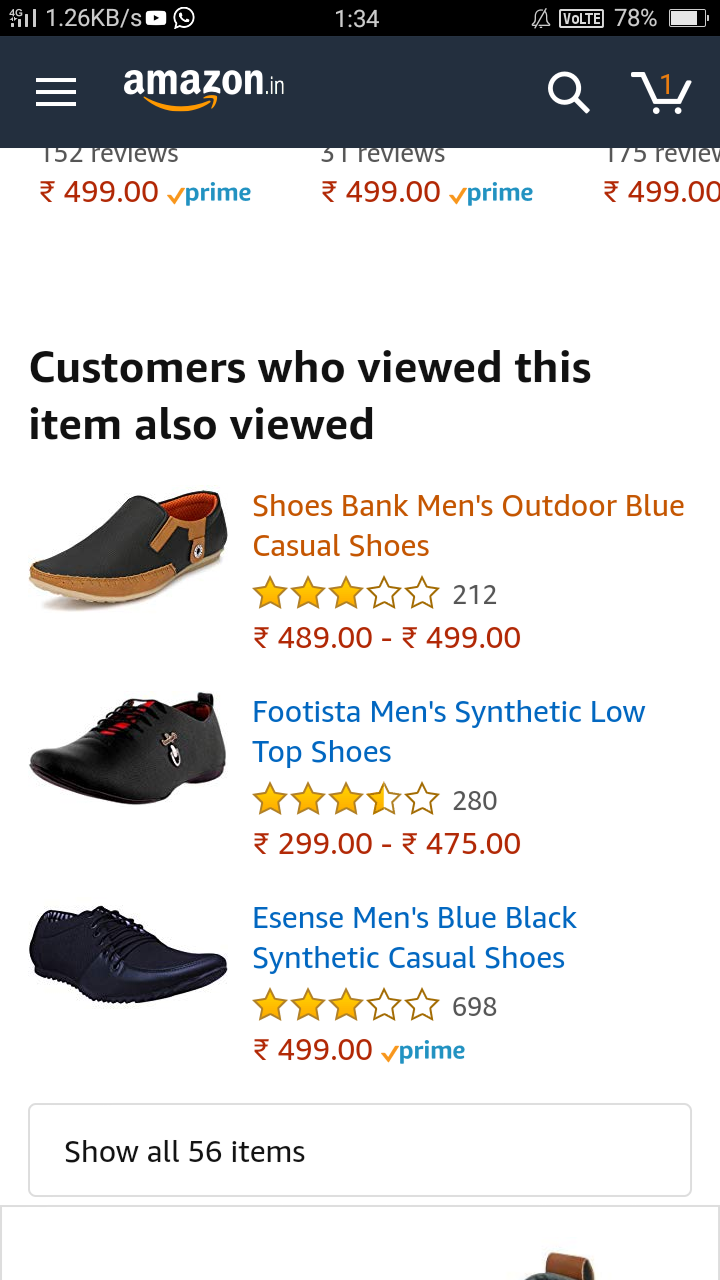 4G 1.26KB/s 1:34 VoLTE 78%
amazon.in 1
152 reviews 31 reviews 175 review
₹ 499.00 prime ₹ 499.00 prime ₹ 499.00
Customers who viewed this
item also viewed
Shoes Bank Men's Outdoor Blue
Casual Shoes
212
₹ 489.00 - ₹ 499.00
Footista Men's Synthetic Low
Top Shoes
280
₹ 299.00 - ₹ 475.00
Esense Men's Blue Black
Synthetic Casual Shoes
698
₹ 499.00 prime
Show all 56 items